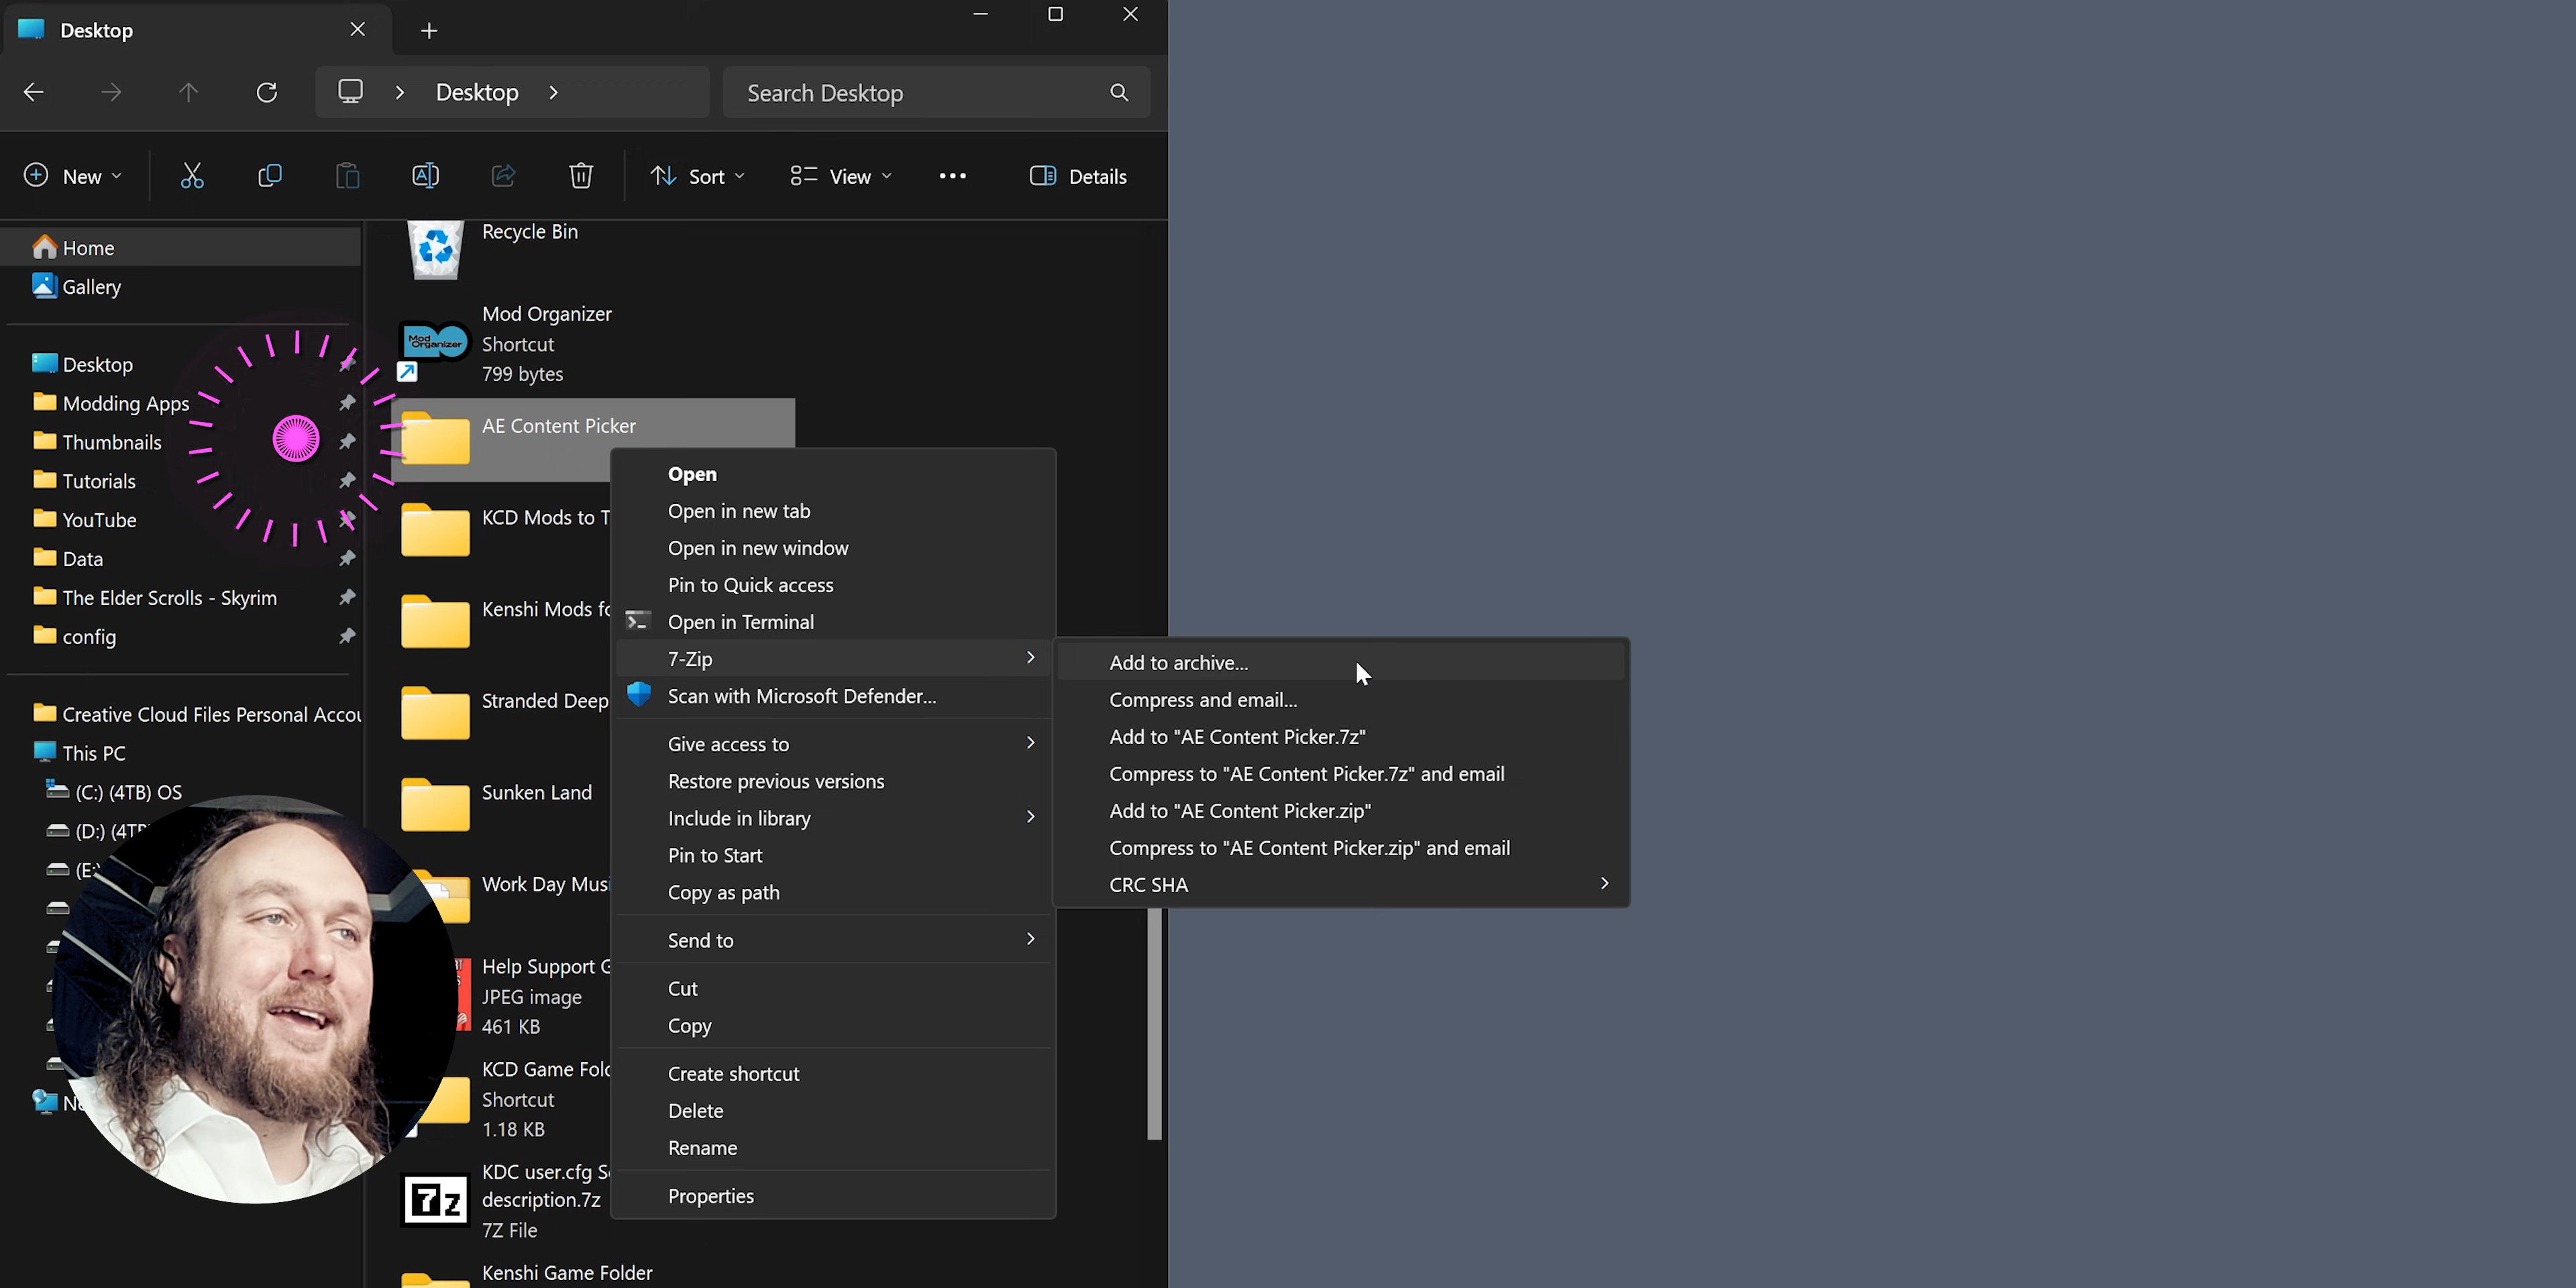 Desktop
Desktop
Search Desktop
New
Sort
View
Details
Home
Gallery
Desktop
Modding Apps
Thumbnails
Tutorials
YouTube
Data
The Elder Scrolls - Skyrim
config
Creative Cloud Files Personal Accou
This PC
(C:) (4TB) OS
(D:)
(E:
Recycle Bin
Mod Organizer
Mod Organizer
Shortcut
799 bytes
AE Content Picker
KCD Mods to T
Kenshi Mods fo
Stranded Deep
Sunken Land
Work Day Musi
Help Support G
JPEG image
461 KB
KCD Game Fold
Shortcut
1.18 KB
7z
KDC user.cfg Se
description.7z
7Z File
Kenshi Game Folder
Open
Open in new tab
Open in new window
Pin to Quick access
Open in Terminal
7-Zip
Scan with Microsoft Defender...
Give access to
Restore previous versions
Include in library
Pin to Start
Copy as path
Send to
Cut
Copy
Create shortcut
Delete
Rename
Properties
Add to archive...
Compress and email...
Add to "AE Content Picker.7z"
Compress to "AE Content Picker.7z" and email
Add to "AE Content Picker.zip"
Compress to "AE Content Picker.zip" and email
CRC SHA